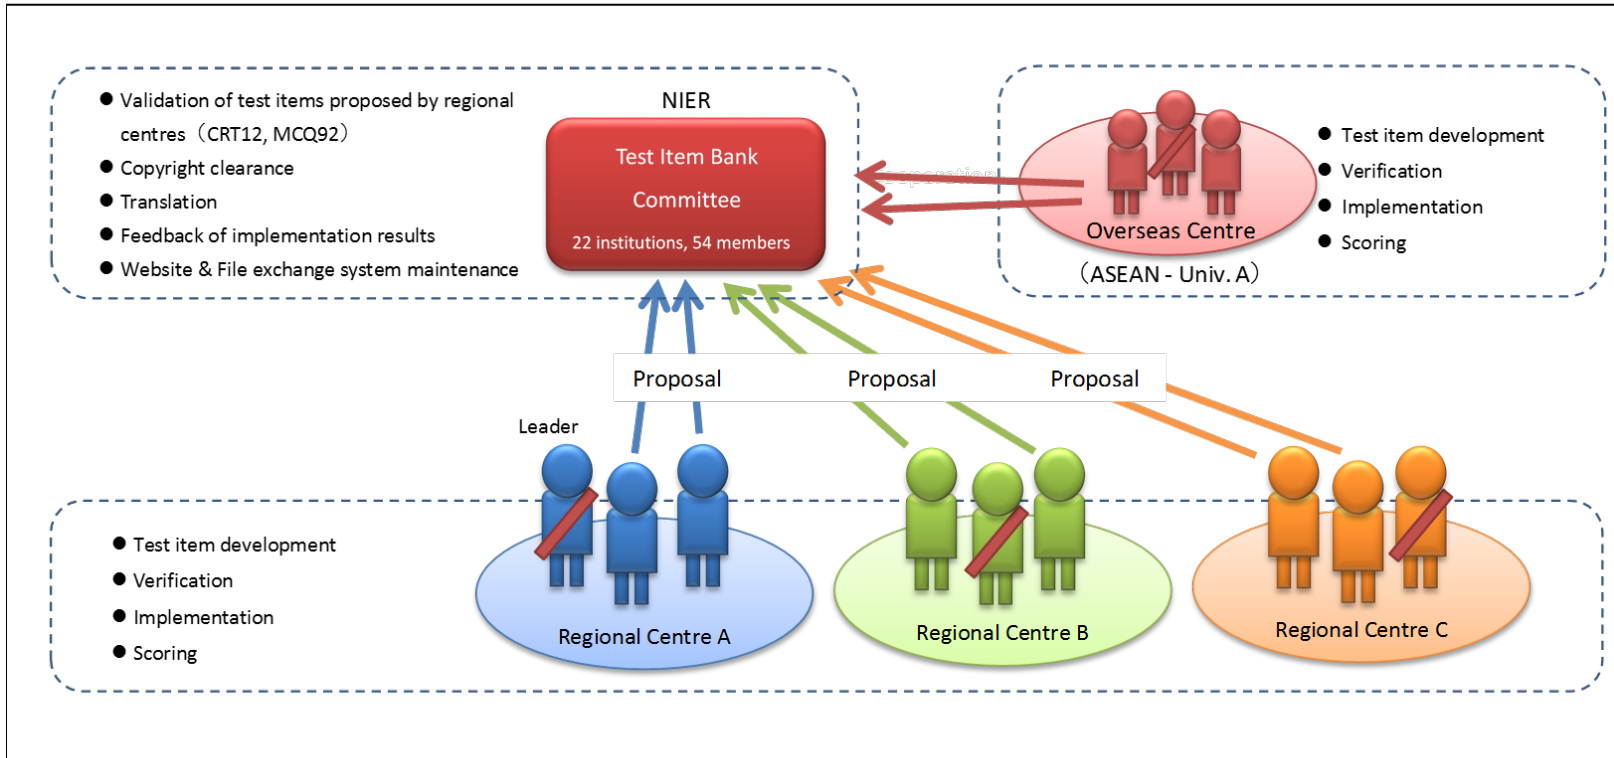 ● Validation of test items proposed by regional
centres（CRT12, MCQ92）
● Copyright clearance
● Translation
● Feedback of implementation results
● Website & File exchange system maintenance
NIER
Test Item Bank
Committee
22 institutions, 54 members
Overseas Centre
（ASEAN - Univ. A）
● Test item development
● Verification
● Implementation
● Scoring
Proposal
Proposal
Proposal
Leader
● Test item development
● Verification
● Implementation
● Scoring
Regional Centre A
Regional Centre B
Regional Centre C